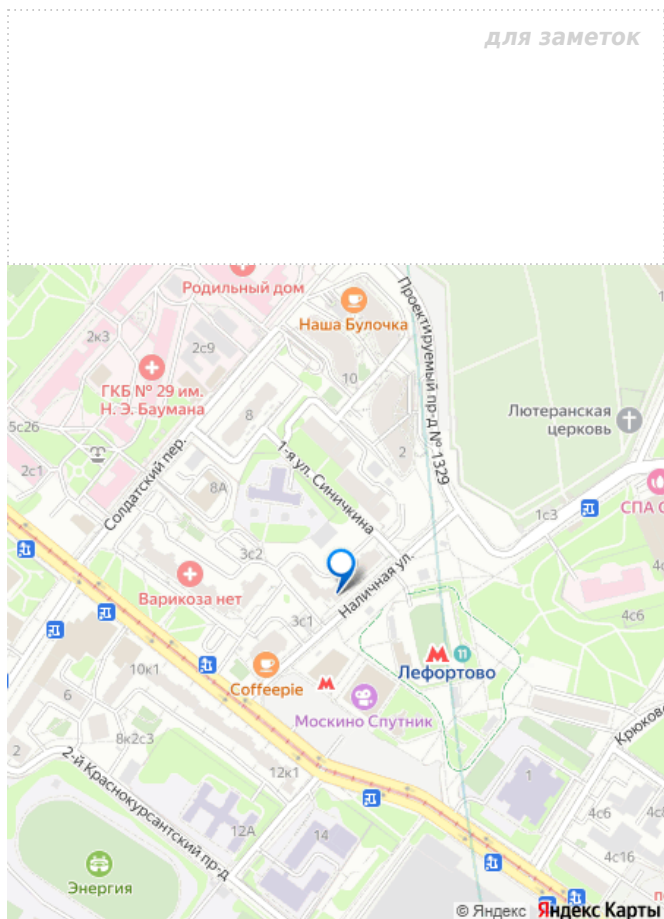 для заметок
Родильный дом
2к3
2с9
Наша Булочка
Проектируемый пр-д № 1329
10
ГКБ № 29 им.
Н. Э. Баумана
8
5с26
2с1
Солдатский пер.
8А
1-я ул. Синичкина
2
Лютеранская
церковь
1с3
СПА С
3с2
Варикоза нет
3с1
Наличная ул.
4с6
11
Лефортово
Coffeepie
Москино Спутник
10к1
6
8к2с3
2
2-й Краснокурсантский пр-д
12к1
Крюковс
1
12А
14
4с6
4с16
Энергия
© Яндекс Яндекс Карты